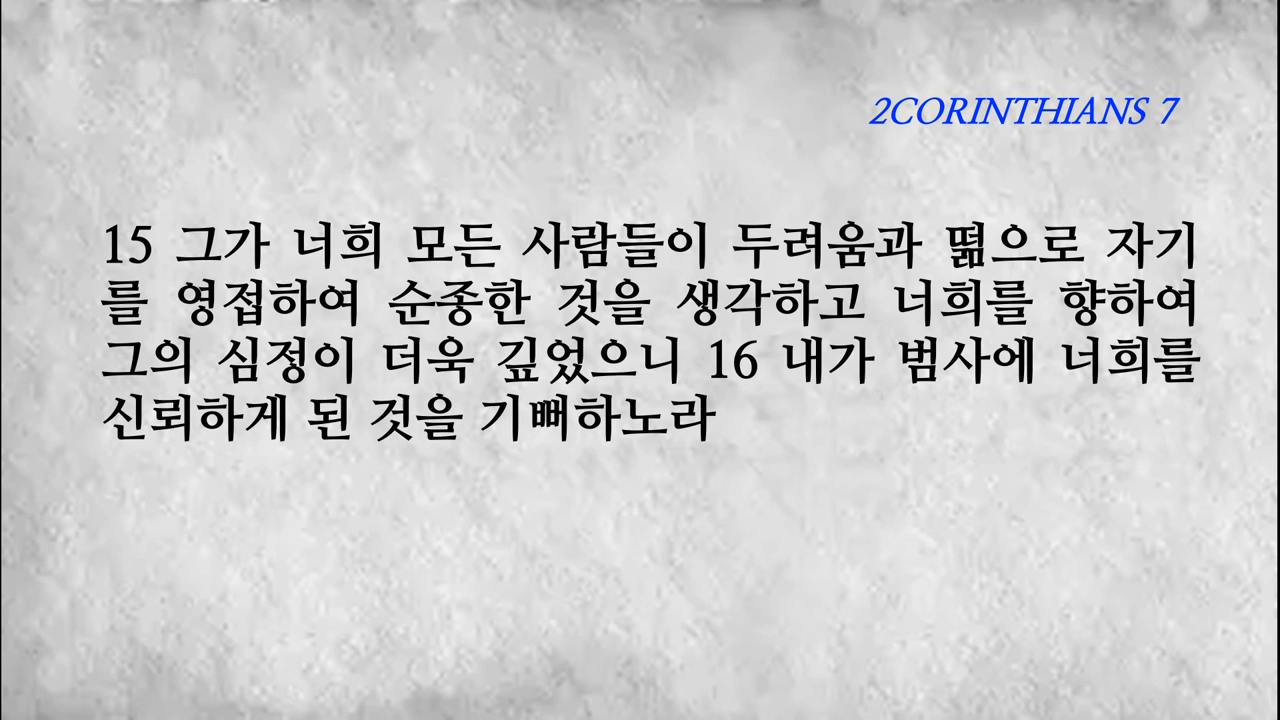 2CORINTHIANS 7
15 그가 너희 모든 사람들이 두려움과 떪으로 자기
를 영접하여 순종한 것을 생각하고 너희를 향하여
그의 심정이 더욱 깊었으니 16 내가 범사에 너희를
신뢰하게 된 것을 기뻐하노라